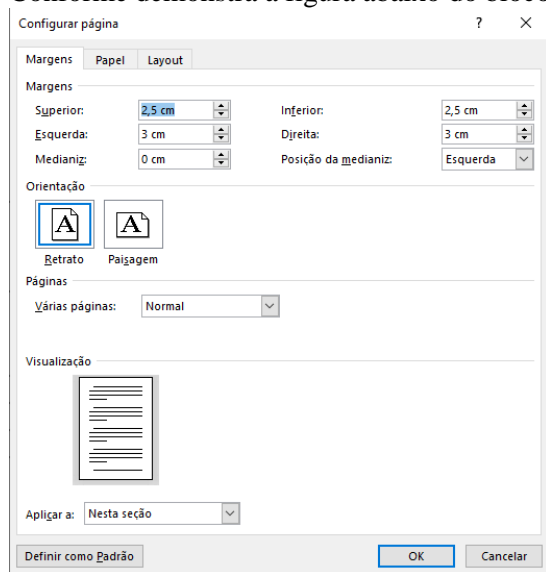 Conforme demonstra a figura abaixo do bloco
Configurar página ? ×
Margens Papel Layout
Margens
Superior: 2,5 cm Inferior: 2,5 cm
Esquerda: 3 cm Direita: 3 cm
Medianiz: 0 cm Posição da medianiz: Esquerda
Orientação
A A
Retrato Paisagem
Páginas
Várias páginas: Normal
Visualização
Aplicar a: Nesta seção
Definir como Padrão OK Cancelar